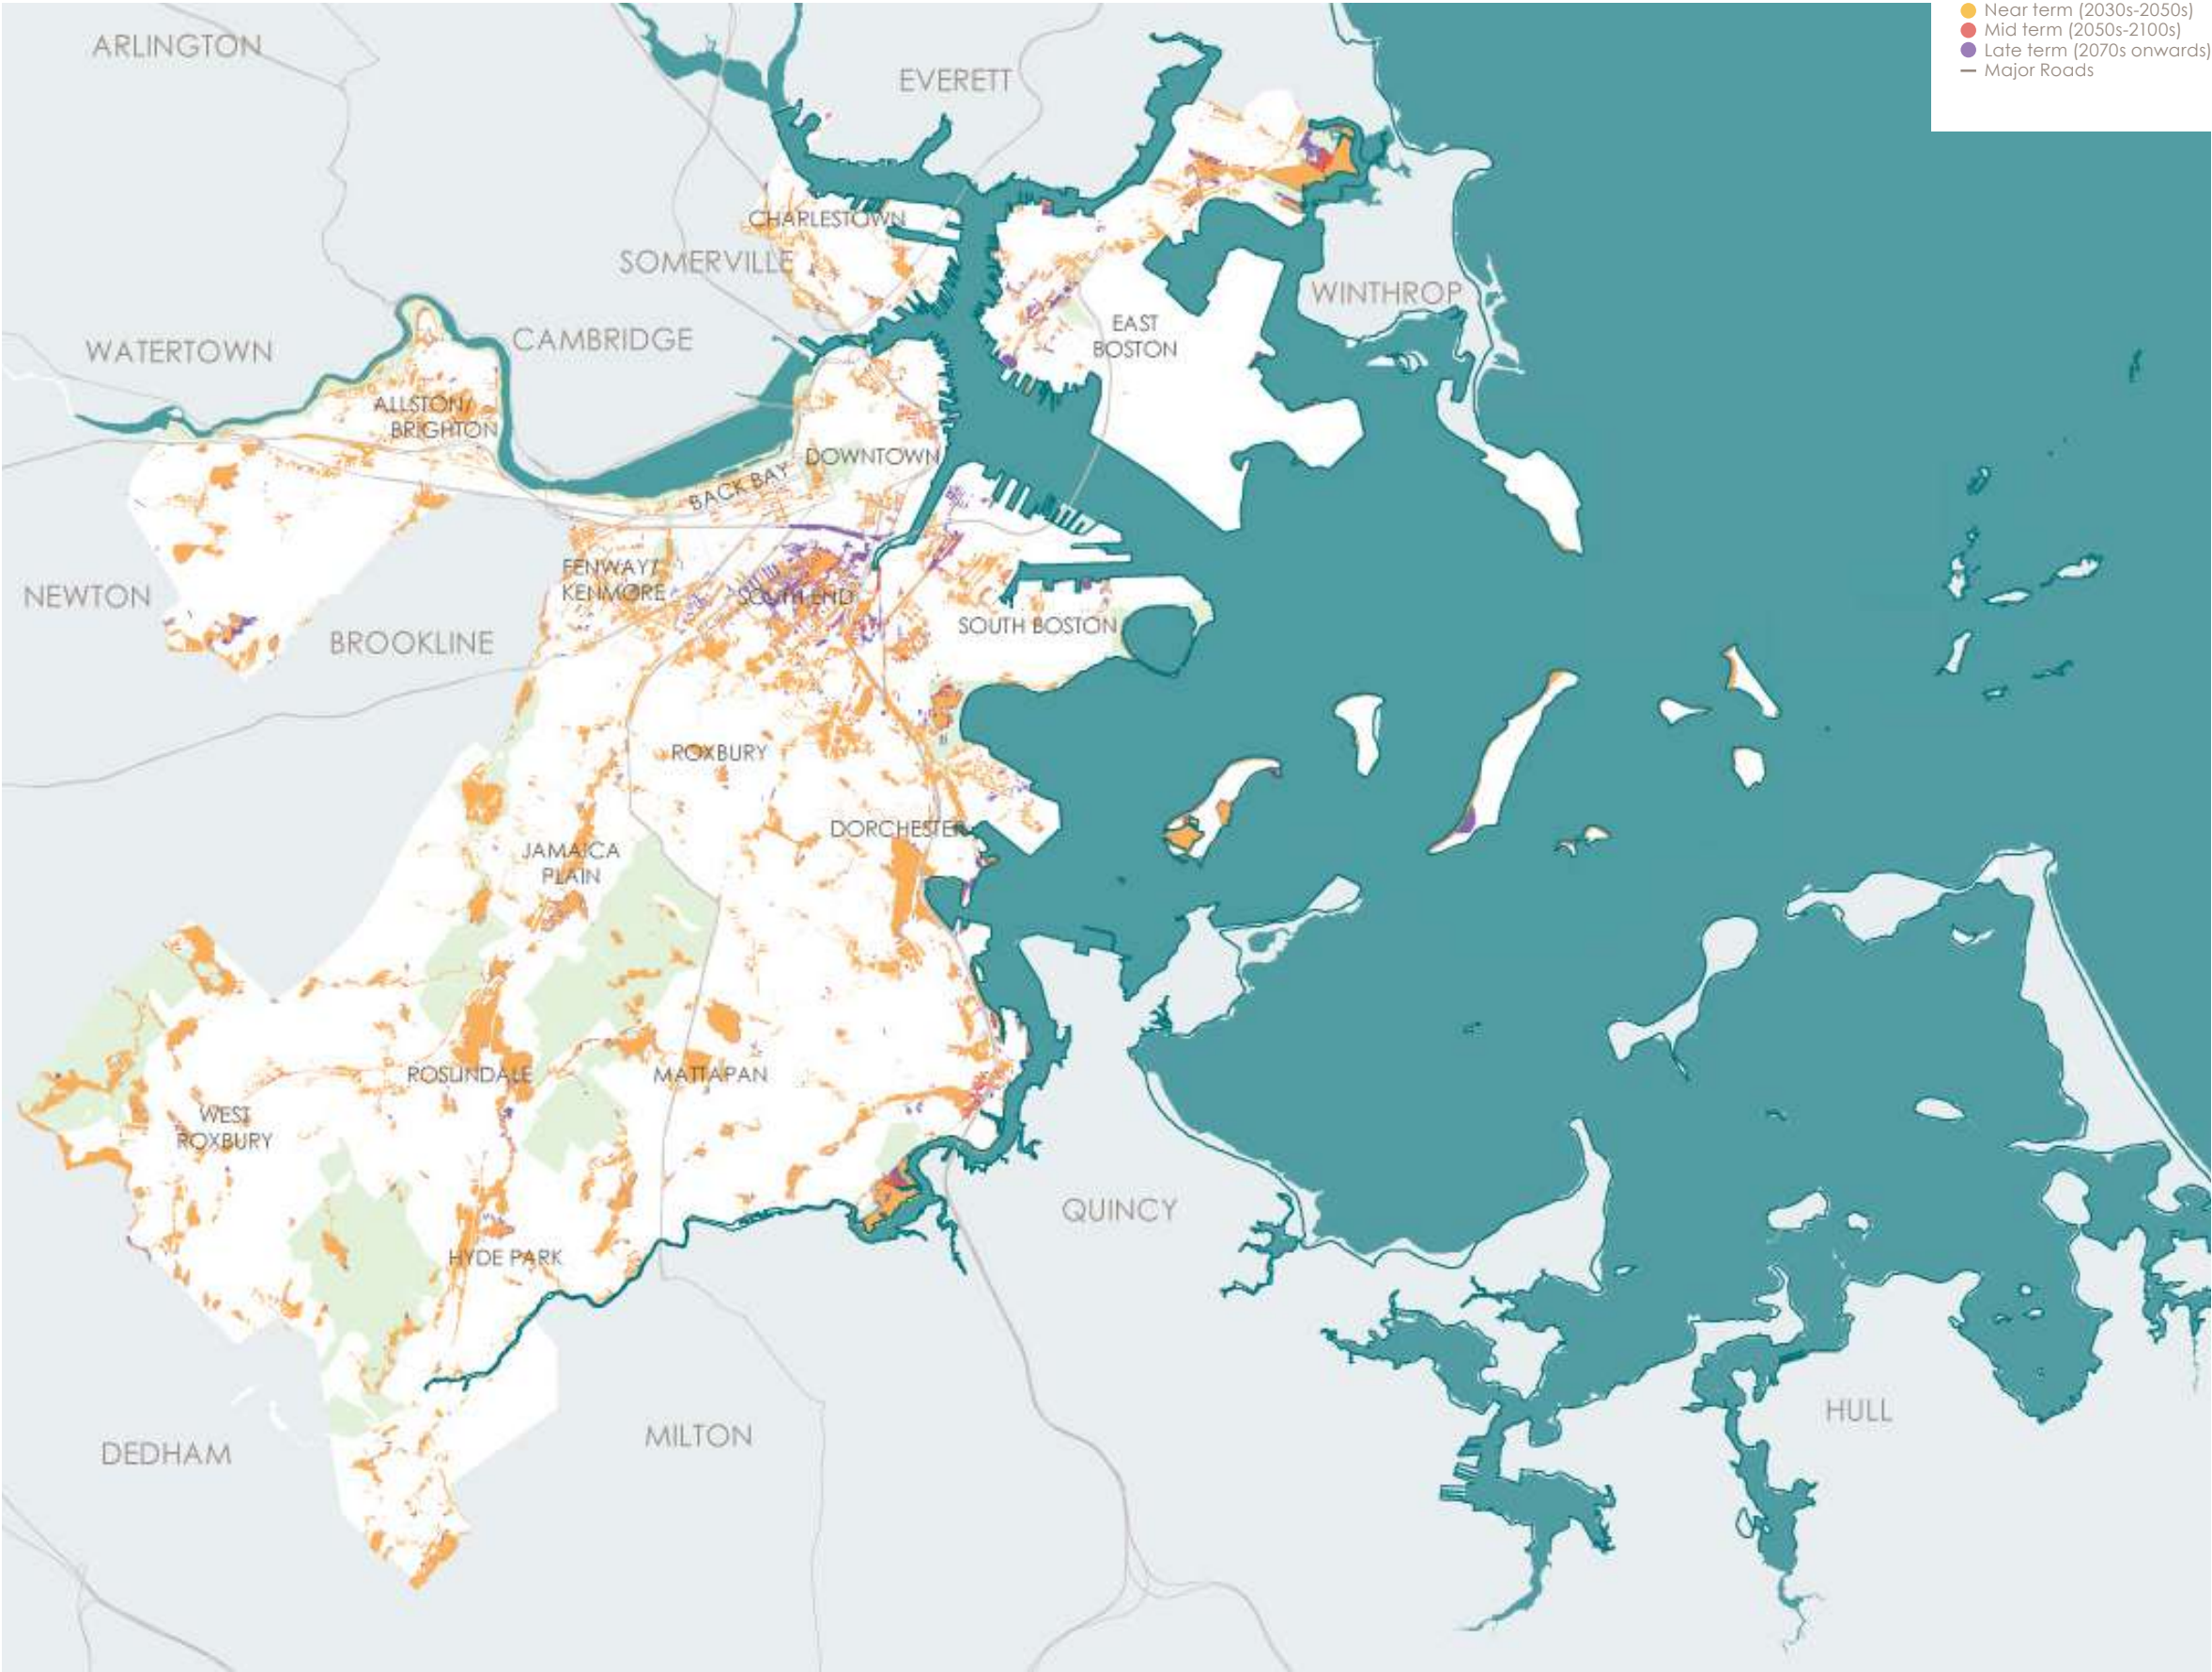 Near term (2030s-2050s)
Mid term (2050s-2100s)
Late term (2070s onwards)
Major Roads
ARLINGTON
EVERETT
CHARLESTOWN
SOMERVILLE
WINTHROP
EAST
BOSTON
CAMBRIDGE
WATERTOWN
ALLSTON/
BRIGHTON
DOWNTOWN
BACK BAY
FENWAY/
KENMORE
SOUTH END
NEWTON
SOUTH BOSTON
BROOKLINE
ROXBURY
DORCHESTER
JAMAICA
PLAIN
ROSLINDALE
MATTAPAN
WEST
ROXBURY
QUINCY
HYDE PARK
HULL
MILTON
DEDHAM